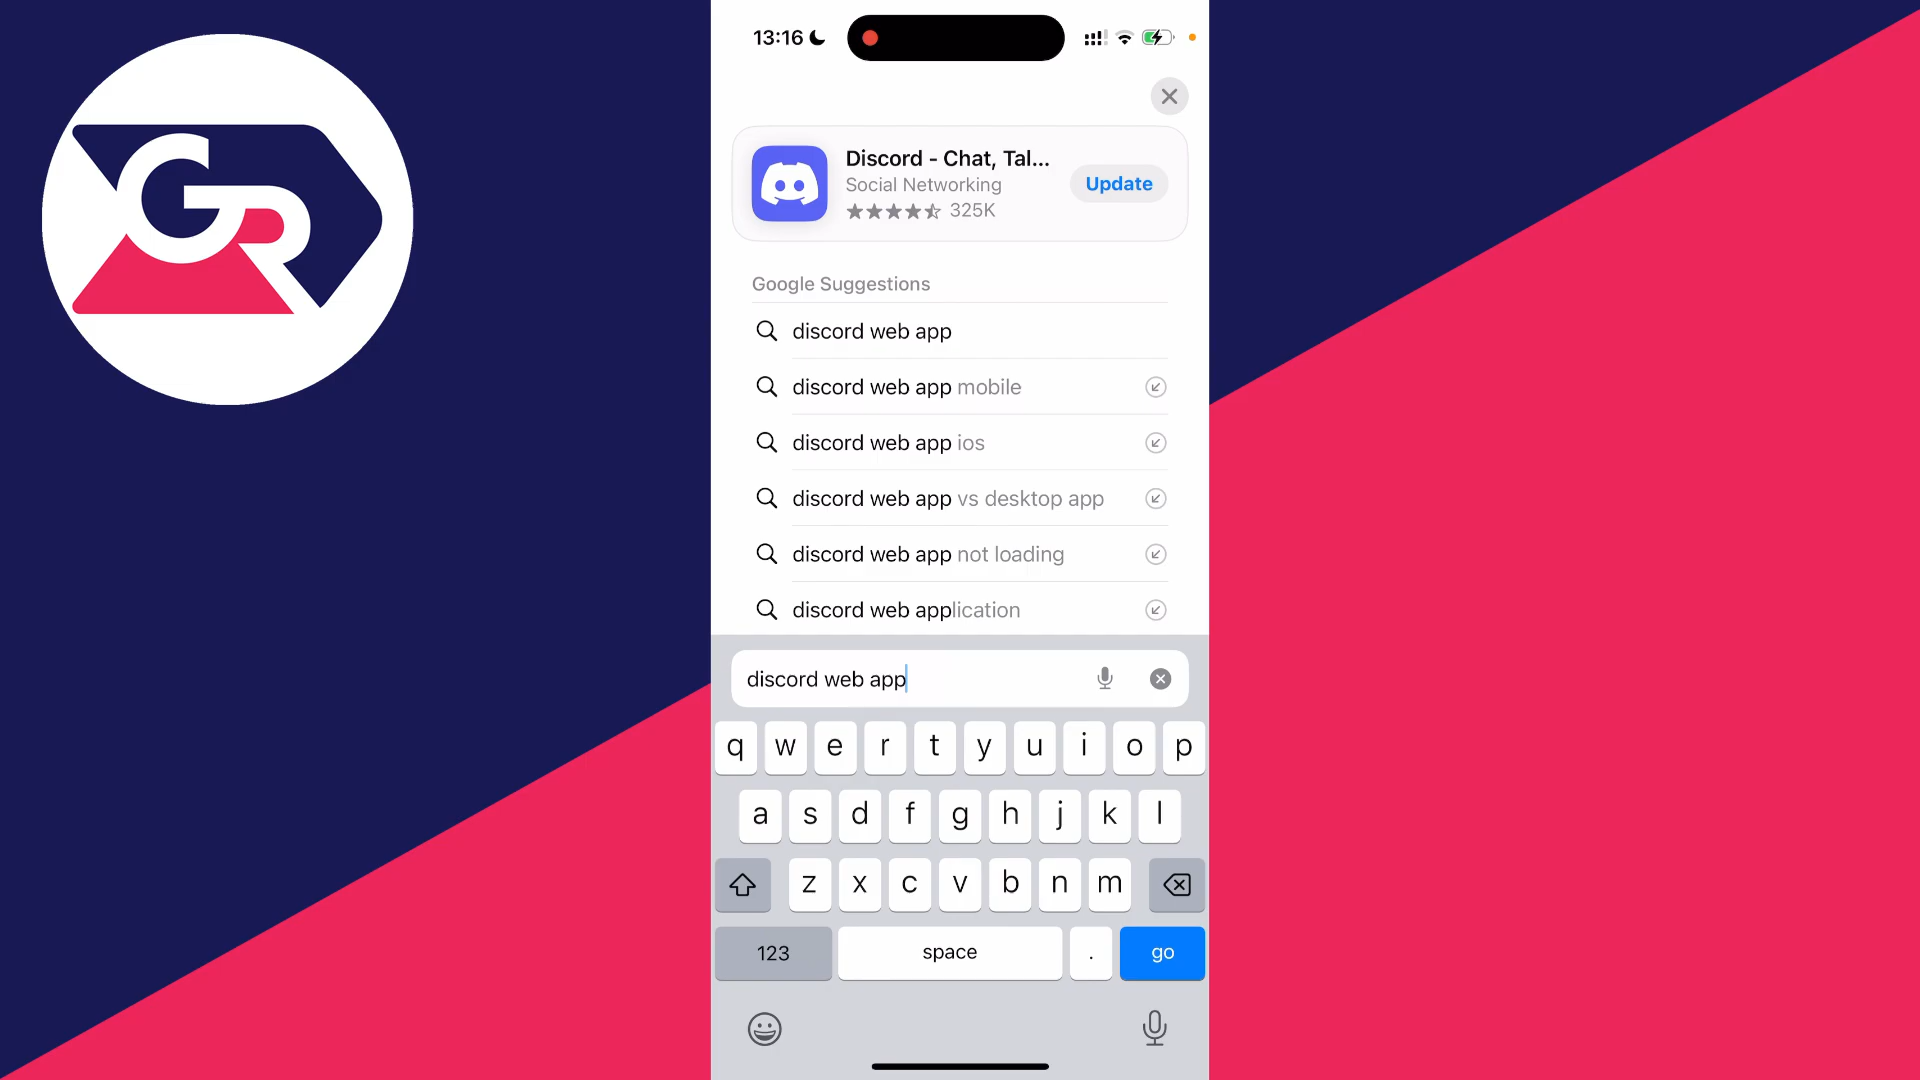 GR
13:16
Discord - Chat, Tal...
Social Networking
325K
Update
Google Suggestions
discord web app
discord web app mobile
discord web app ios
discord web app vs desktop app
discord web app not loading
discord web application
discord web app
q w e r t y u i o p
a s d f g h j k l
z x c v b n m
123 space . go